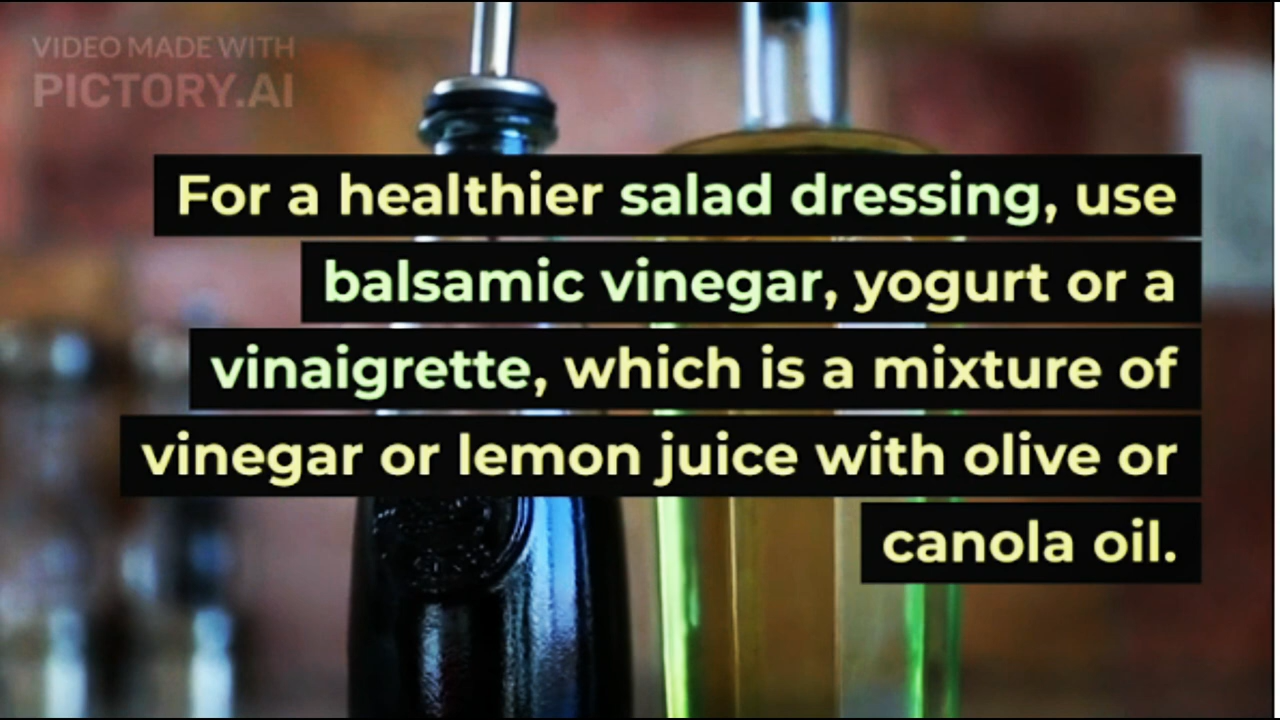 VIDEO MADE WITH
PICTORY.AI
For a healthier salad dressing, use
balsamic vinegar, yogurt or a
vinaigrette, which is a mixture of
vinegar or lemon juice with olive or
canola oil.